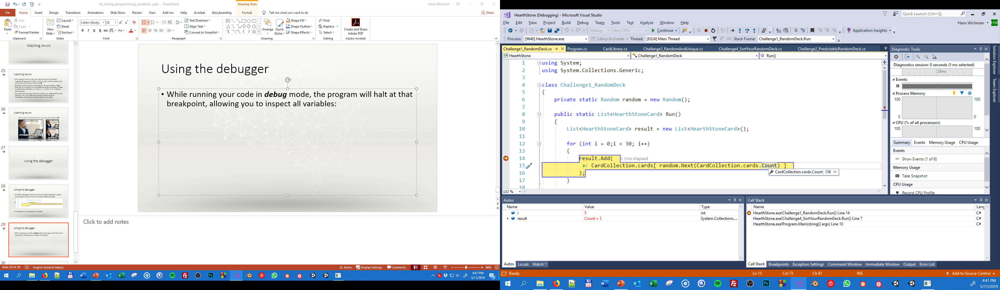 02_solving_(programming)_problems_.pptx - PowerPoint
Drawing Tools
Hans Wichman
File Home Insert Design Transitions Animations Slide Show Review View Add-ins Help Acrobat Storyboarding Format Tell me what you want to do Share
Paste
Cut
Copy
Format Painter
Clipboard
New Slide
Layout
Reset
Section
Slides
Calibri (Body) 28
Font
Text Direction
Align Text
Convert to SmartArt
Paragraph
Arrange
Quick Styles
Shape Fill
Shape Outline
Shape Effects
Drawing
Find
Replace
Select
Editing
Create and Share Adobe PDF
Adobe Acrobat
Watching reruns
25
Watching reruns
26
Watching reruns
27
Using the debugger
28
Using the debugger
• A breakpoint is visualized with a red dot
29
Using the debugger
• While running your code in debug mode, the program will halt at that
breakpoint, allowing you to inspect all variables:
30
Using the debugger
• While running your code in debug mode, the program will halt at that
breakpoint, allowing you to inspect all variables:
Click to add notes
Slide 29 of 30 English (United States) Notes Display Settings Comments 90%
4:41 PM
5/11/2019
12
HearthStone (Debugging) - Microsoft Visual Studio
Quick Launch (Ctrl+Q)
File Edit View Project Build Debug Team Tools Test Analyze Window Help
Hans Wichman HW
Debug Any CPU Continue Application Insights
Process: [9640] HearthStone.exe Lifecycle Events Thread: [8324] Main Thread Stack Frame: Challenge1_RandomDeck.Run
Challenge1_RandomDeck.cs Program.cs CardLibrary.cs Challenge3_RandomAndUnique.cs Challenge4_SortYourRandomDeck.cs Challenge2_PredictablyRandomDeck.cs
HearthStone Challenge1_RandomDeck Run()
1 using System;
2 using System.Collections.Generic;
3
4 class Challenge1_RandomDeck
5 {
6 private static Random random = new Random();
7
8 public static List<HearthStoneCard> Run()
9 {
10 List<HearthStoneCard> result = new List<HearthStoneCard>();
11
12 for (int i = 0;i < 30; i++)
13 {
14 result.Add( ≤ 1ms elapsed
15 CardCollection.cards[ random.Next(CardCollection.cards.Count) ]
16 );
CardCollection.cards.Count 136
17 }
18
133 %
Diagnostic Tools
Diagnostics session: 0 seconds (1 ms selected)
26ms
Events
Process Memory
100 100
0 0
CPU (% of all processors)
100 100
Summary Events Memory Usage CPU Usage
Events
Show Events (1 of 6)
Memory Usage
Take Snapshot
CPU Usage
Record CPU Profile
Solution Explorer
Team Explorer
Autos
Name Value Type
i 5 int
result Count = 5 System.Collections....
Autos Locals Watch 1
Call Stack
Name Lang
HearthStone.exe!Challenge1_RandomDeck.Run() Line 14 C#
HearthStone.exe!Challenge4_SortYourRandomDeck.Run() Line 7 C#
HearthStone.exe!Program.Main(string[] args) Line 10 C#
Call Stack Breakpoints Exception Settings Command Window Immediate Window Output Error List
Ready Ln 15 Col 73 Ch 61 INS Add to Source Control
4:41 PM
5/11/2019